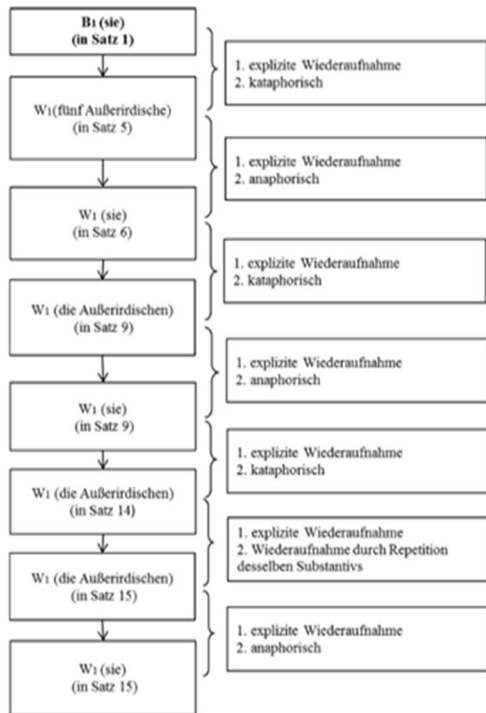 B1 (sie)
(in Satz 1)
1. explizite Wiederaufnahme
2. kataphorisch
W1(fünf Außerirdische)
(in Satz 5)
1. explizite Wiederaufnahme
2. anaphorisch
W1 (sie)
(in Satz 6)
1. explizite Wiederaufnahme
2. kataphorisch
W1 (die Außerirdischen)
(in Satz 9)
1. explizite Wiederaufnahme
2. anaphorisch
W1 (sie)
(in Satz 9)
1. explizite Wiederaufnahme
2. kataphorisch
W1 (die Außerirdischen)
(in Satz 14)
1. explizite Wiederaufnahme
2. Wiederaufnahme durch Repetition
desselben Substantivs
W1 (die Außerirdischen)
(in Satz 15)
1. explizite Wiederaufnahme
2. anaphorisch
W1 (sie)
(in Satz 15)